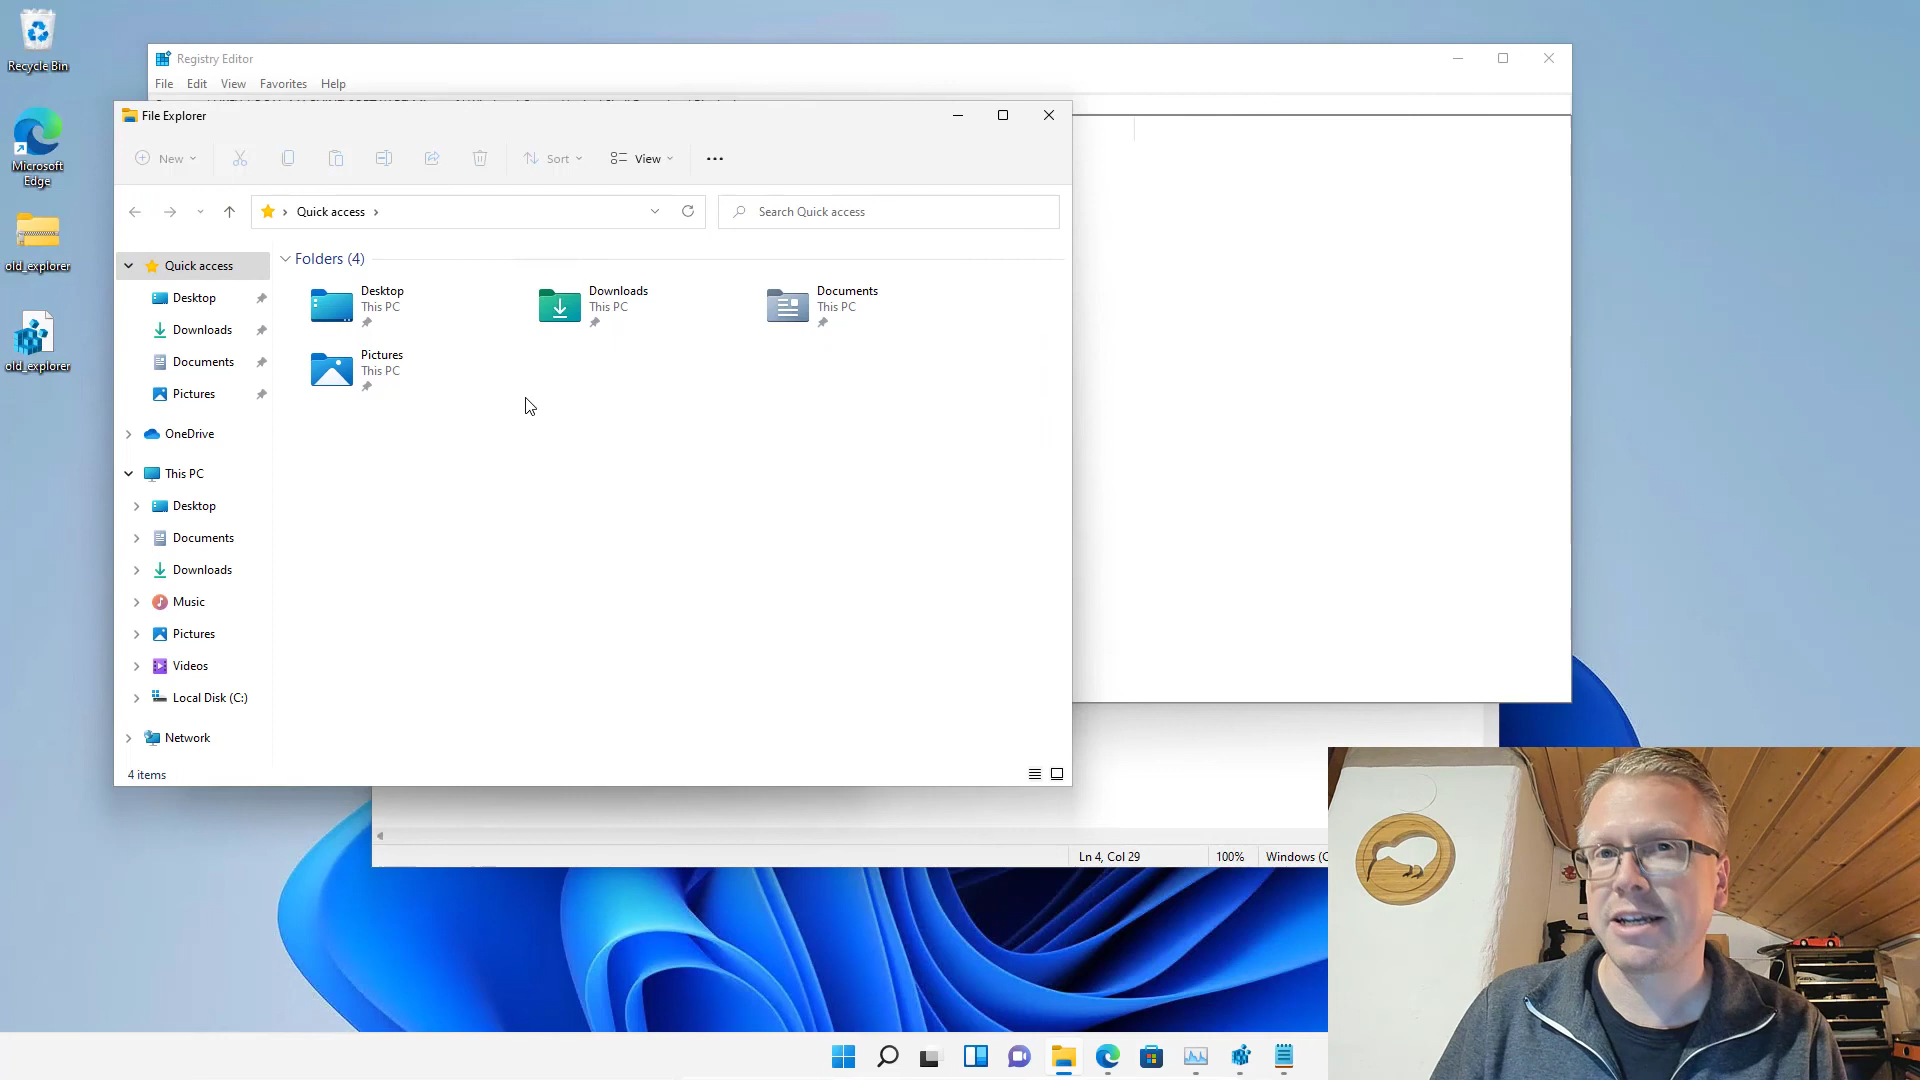 Recycle Bin
Microsoft
Edge
old_explorer
old_explorer
Registry Editor
File Edit View Favorites Help
File Explorer
New
Sort
View
Quick access
Search Quick access
Quick access
Desktop
Downloads
Documents
Pictures
OneDrive
This PC
Desktop
Documents
Downloads
Music
Pictures
Videos
Local Disk (C:)
Network
Folders (4)
Desktop
This PC
Downloads
This PC
Documents
This PC
Pictures
This PC
4 items
Ln 4, Col 29
100%
Windows (C